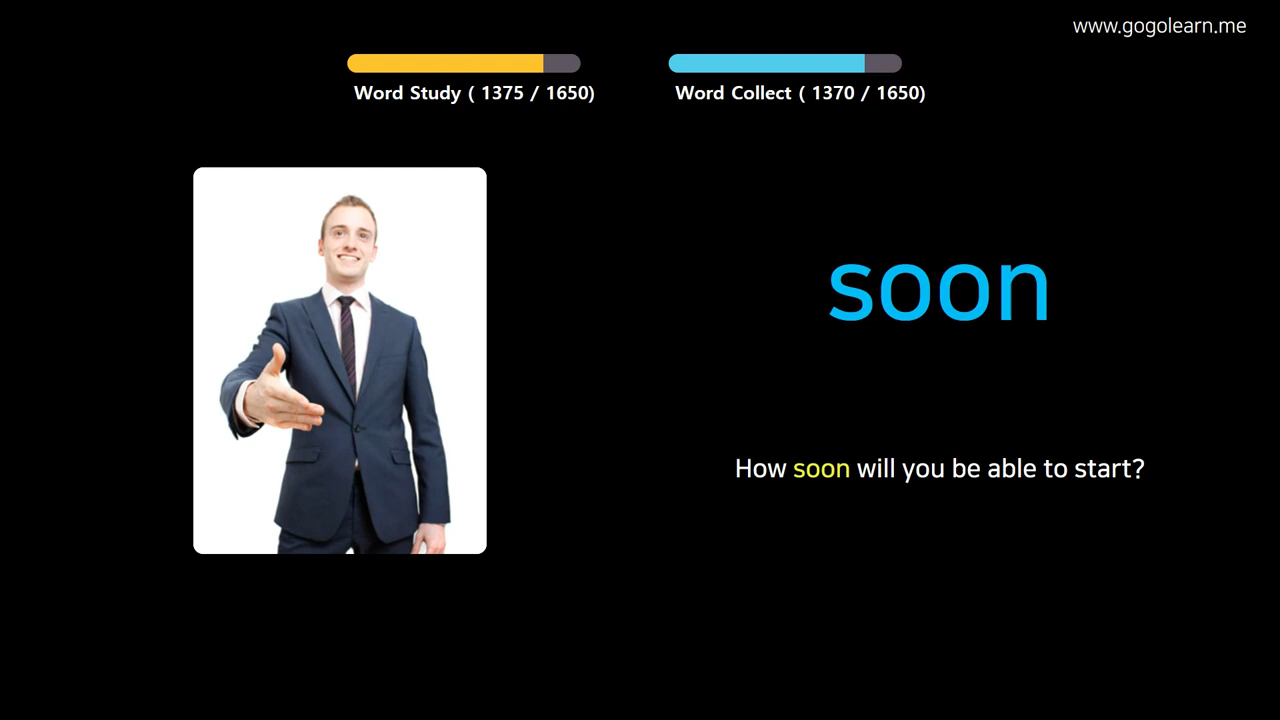 www.gogolearn.me
Word Study ( 1375 / 1650)
Word Collect ( 1370 / 1650)
soon
How soon will you be able to start?